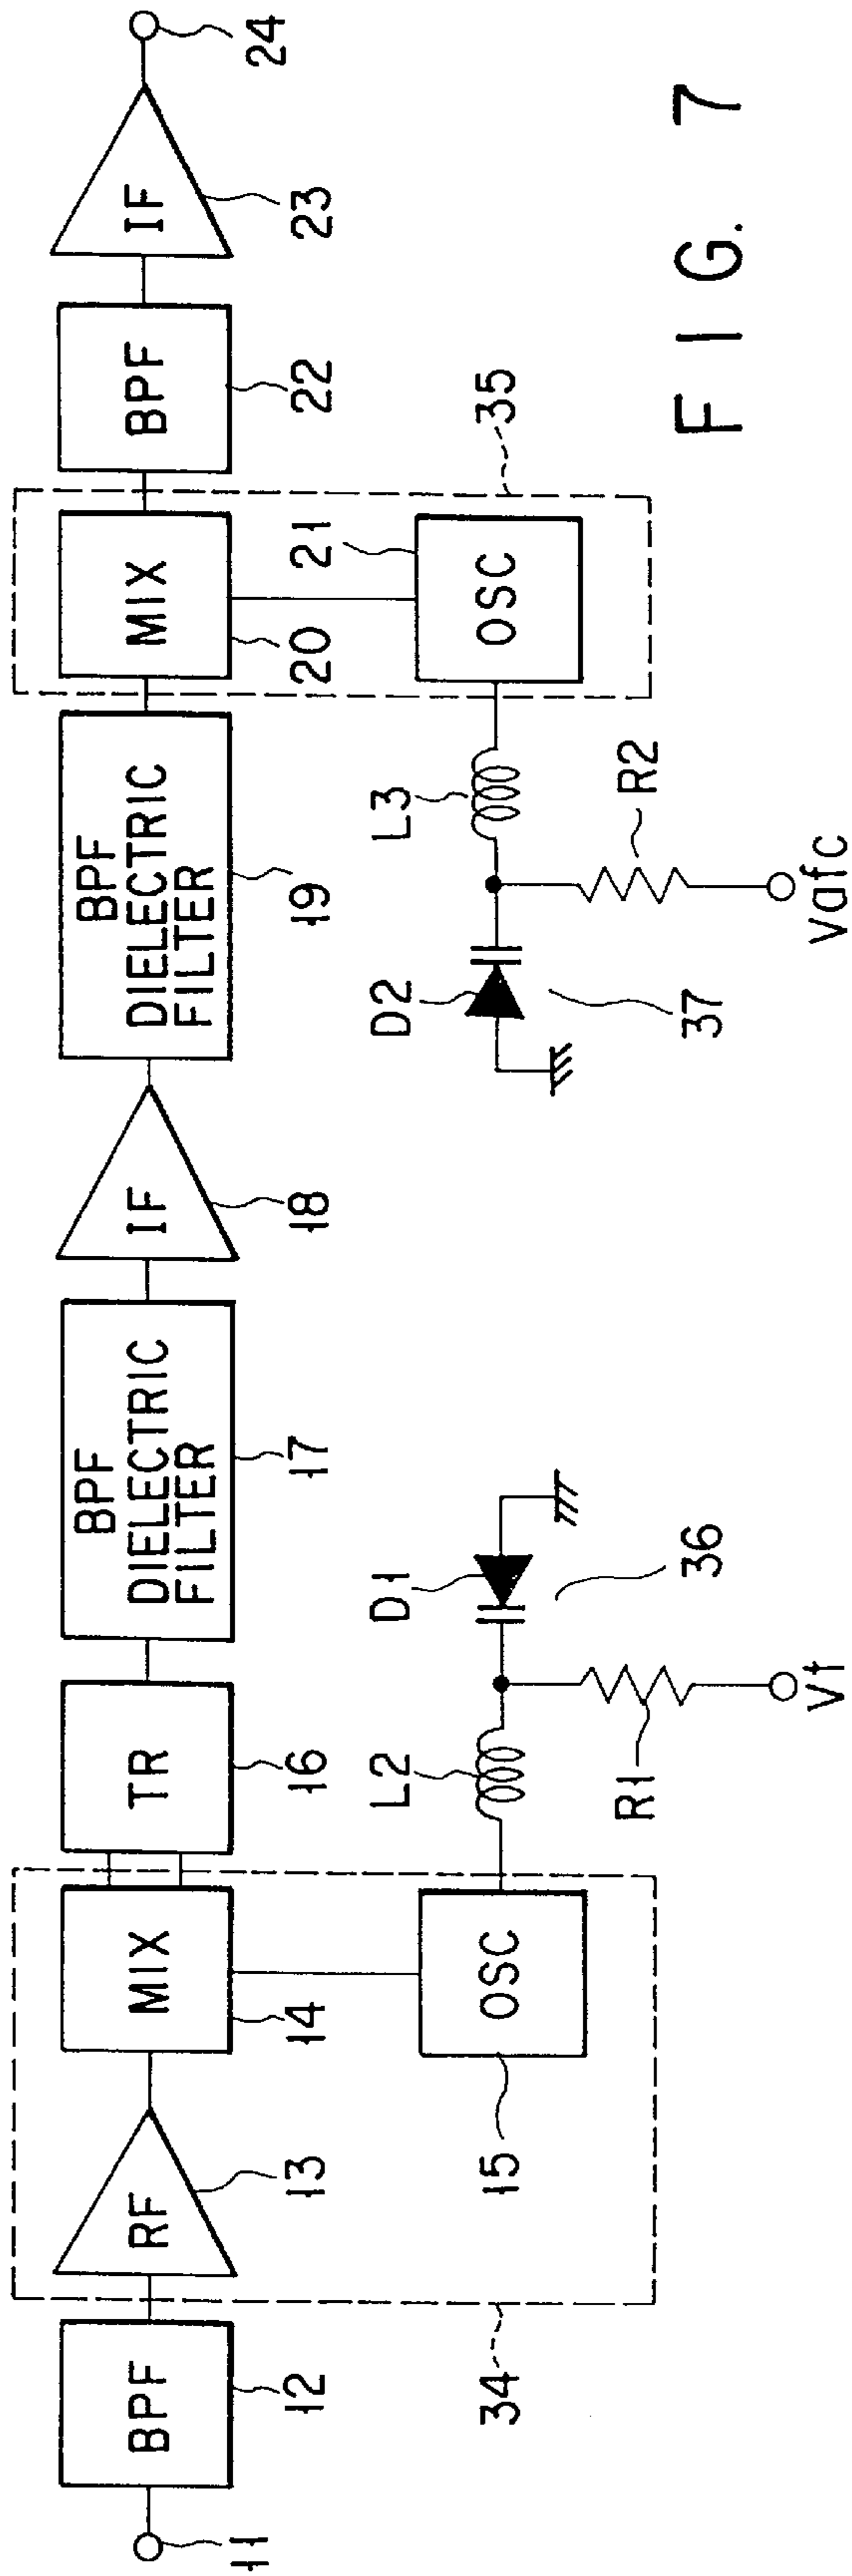 11
BPF
12
RF
13
MIX
14
OSC
15
34
TR
16
L2
R1
Vt
D1
36
BPF
DIELECTRIC
FILTER
17
IF
18
BPF
DIELECTRIC
FILTER
19
D2
37
L3
R2
Vafc
MIX
20
OSC
21
35
BPF
22
IF
23
24
FIG. 7